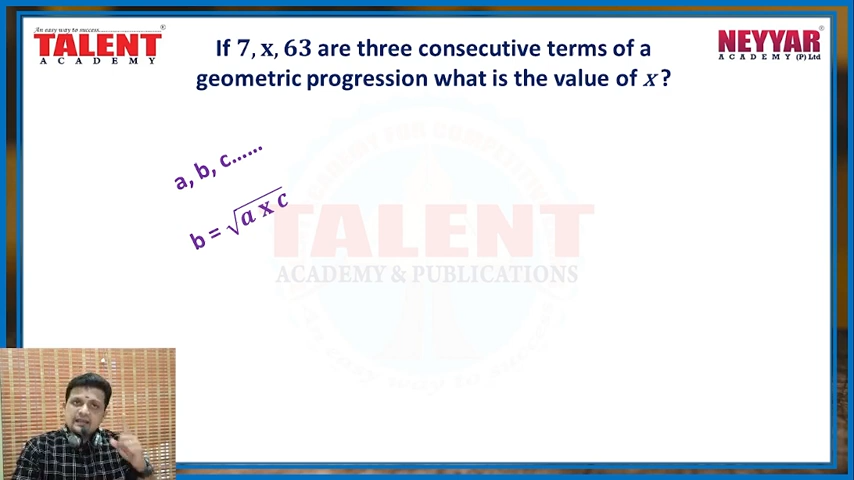 An easy way to success.......
TALENT
ACADEMY
If 7, x, 63 are three consecutive terms of a
geometric progression what is the value of x ?
NEYYAR
ACADEMY (P) Ltd
a, b, c......
b = √a x c
TALENT
ACADEMY & PUBLICATIONS